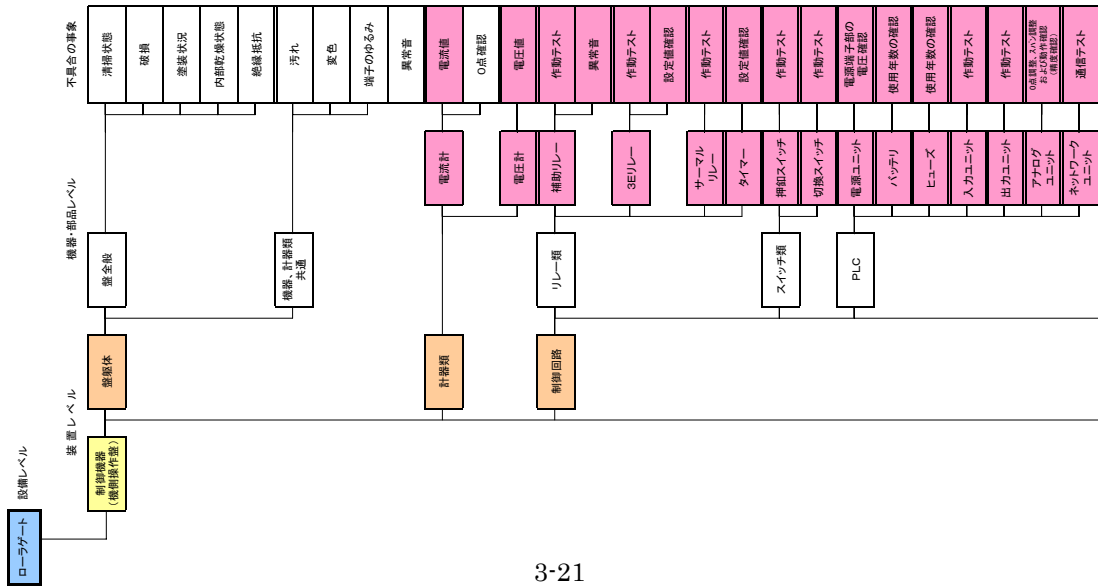 不具合の事象
清掃状態
破損
塗装状況
内部乾燥状態
絶縁抵抗
汚れ
変色
端子のゆるみ
異常音
電流値
0点確認
電圧値
作動テスト
異常音
作動テスト
設定値確認
作動テスト
設定値確認
作動テスト
作動テスト
電源端子部の
電圧確認
使用年数の確認
使用年数の確認
作動テスト
作動テスト
0点調整、スパン調整
および動作確認
(精度確認)
通信テスト
機器・部品レベル
電流計
電圧計
補助リレー
3Eリレー
サーマル
リレー
タイマー
押釦スイッチ
切換スイッチ
電源ユニット
バッテリ
ヒューズ
入力ユニット
出力ユニット
アナログ
ユニット
ネットワーク
ユニット
盤全般
機器、計器類
共通
リレー類
スイッチ類
PLC
装置レベル
盤躯体
計器類
制御回路
制御機器
(機側操作盤)
設備レベル
ローラゲート
3-21